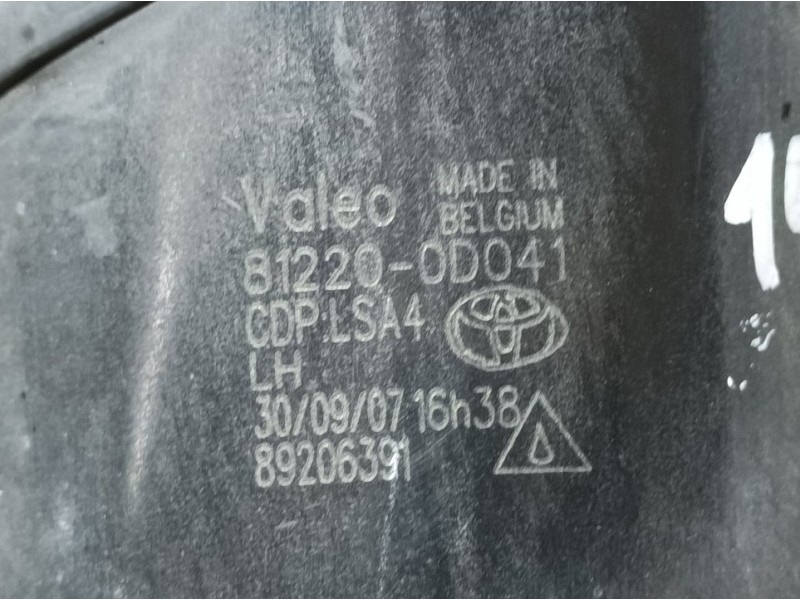 Valeo MADE IN
BELGIUM
81220-0D041
CDP:LSA4
LH
30/09/07 16h38
89206391